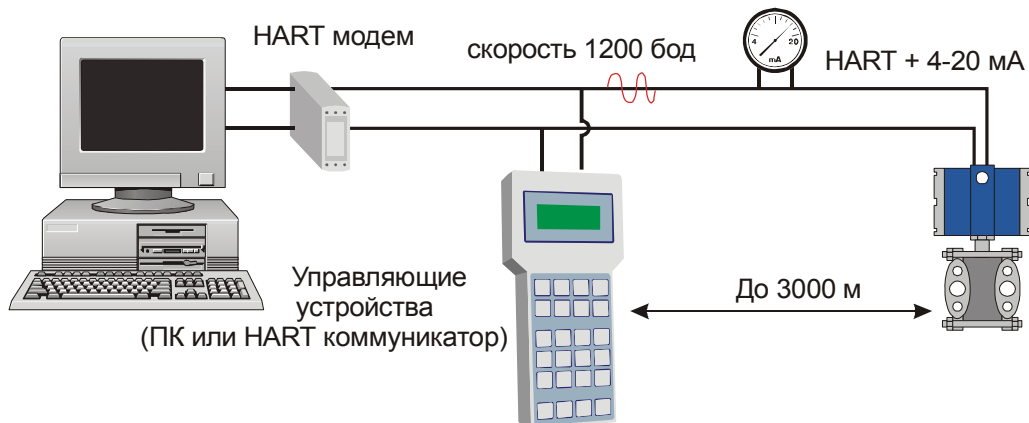 HART модем
скорость 1200 бод
4
20
mA
HART + 4-20 мА
Управляющие
устройства
(ПК или HART коммуникатор)
До 3000 м